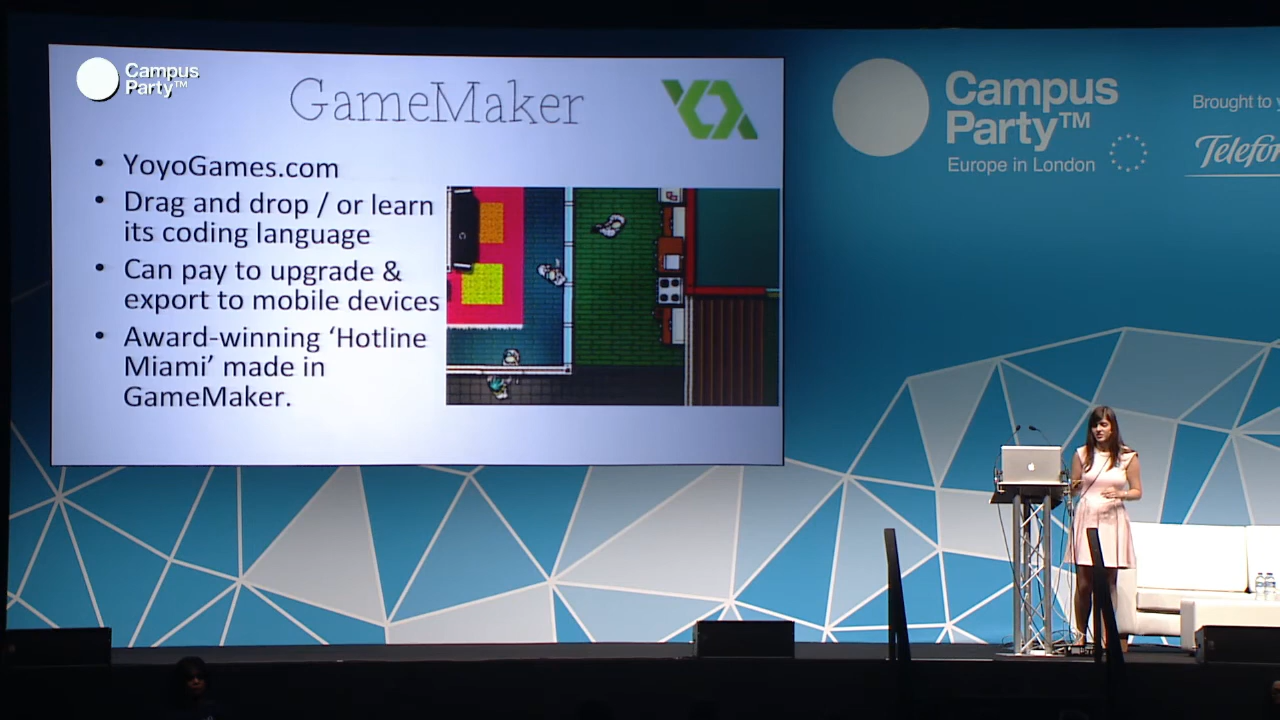 Campus
Party™
GameMaker
• YoyoGames.com
• Drag and drop / or learn
its coding language
• Can pay to upgrade &
export to mobile devices
• Award-winning ‘Hotline
Miami’ made in
GameMaker.
Campus
Party™
Europe in London
Brought to